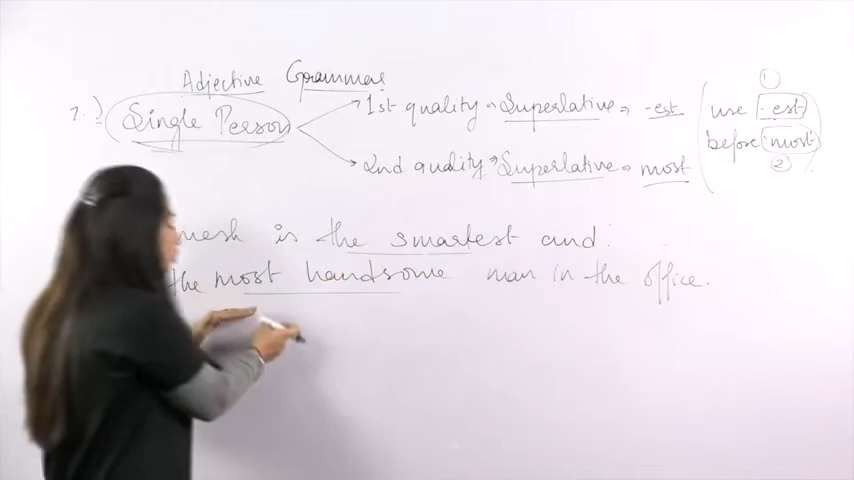 Adjective Grammar
7.) Single Person
1st quality → Superlative → -est
2nd quality → Superlative → most
use -est ①
before most ②
mesh is the smartest and
the most handsome man in the office.